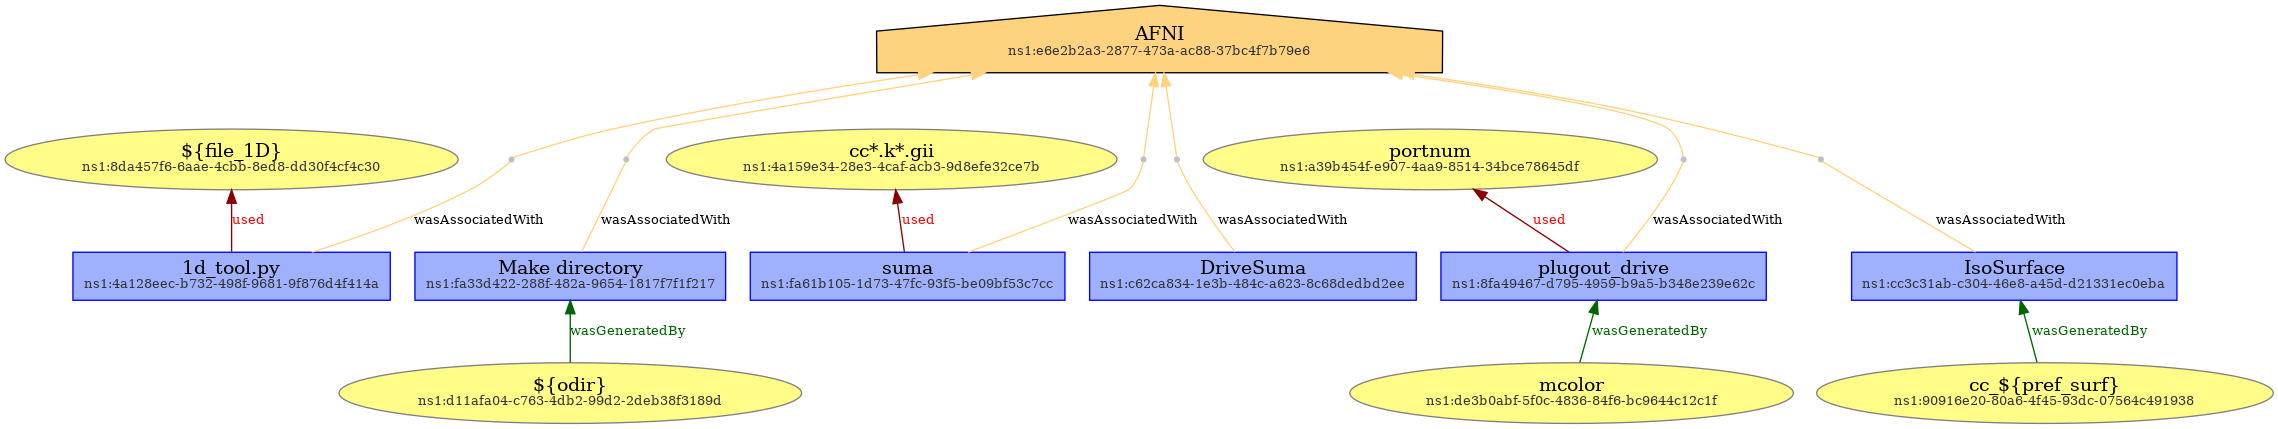 AFNI
ns1:e6e2b2a3-2877-473a-ac88-37bc4f7b79e6
${file_1D}
ns1:8da457f6-6aae-4cbb-8ed8-dd30f4cf4c30
cc*.k*.gii
ns1:4a159e34-28e3-4caf-acb3-9d8efe32ce7b
portnum
ns1:a39b454f-e907-4aa9-8514-34bce78645df
used
wasAssociatedWith
wasAssociatedWith
used
wasAssociatedWith
wasAssociatedWith
used
wasAssociatedWith
wasAssociatedWith
1d_tool.py
ns1:4a128eec-b732-498f-9681-9f876d4f414a
Make directory
ns1:fa33d422-288f-482a-9654-1817f7f1f217
suma
ns1:fa61b105-1d73-47fc-93f5-be09bf53c7cc
DriveSuma
ns1:c62ca834-1e3b-484c-a623-8c68dedbd2ee
plugout_drive
ns1:8fa49467-d795-4959-b9a5-b348e239e62c
IsoSurface
ns1:cc3c31ab-c304-46e8-a45d-d21331ec0eba
wasGeneratedBy
wasGeneratedBy
wasGeneratedBy
${odir}
ns1:d11afa04-c763-4db2-99d2-2deb38f3189d
mcolor
ns1:de3b0abf-5f0c-4836-84f6-bc9644c12c1f
cc_${pref_surf}
ns1:90916e20-80a6-4f45-93dc-07564c491938